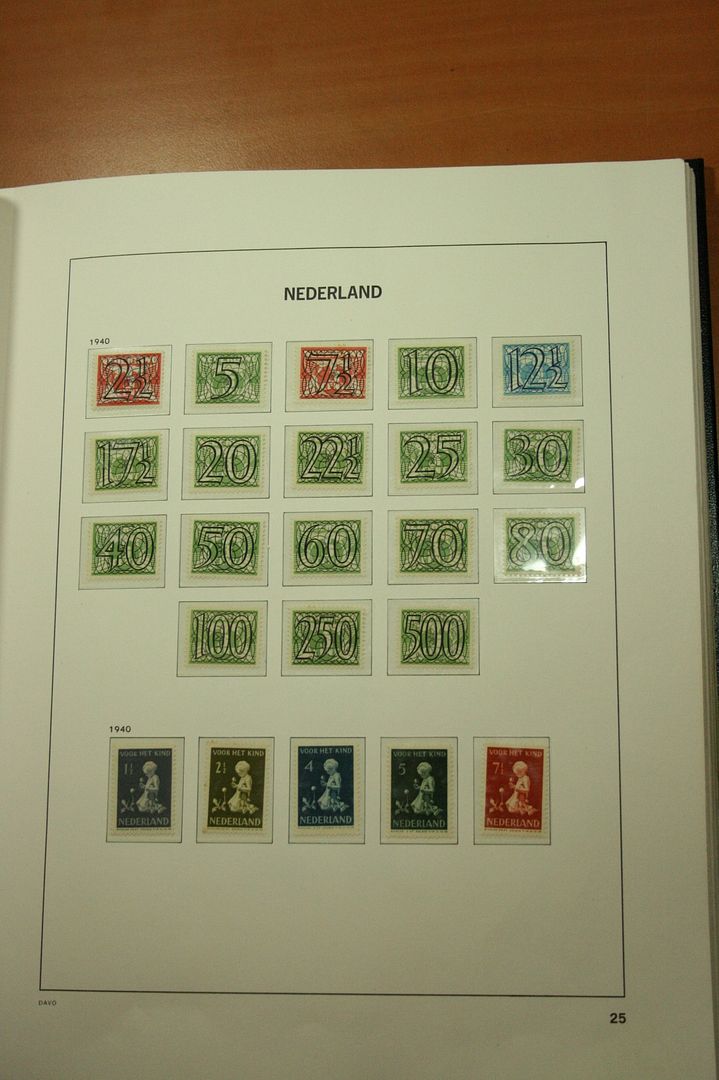 NEDERLAND
1940
2½ 5 7½ 10 12½
17½ 20 22½ 25 30
40 50 60 70 80
100 250 500
1940
VOOR HET KIND VOOR HET KIND VOOR HET KIND VOOR HET KIND VOOR HET KIND
1½ 2½ 4 5 7½
NEDERLAND NEDERLAND NEDERLAND NEDERLAND NEDERLAND
DAVO
25